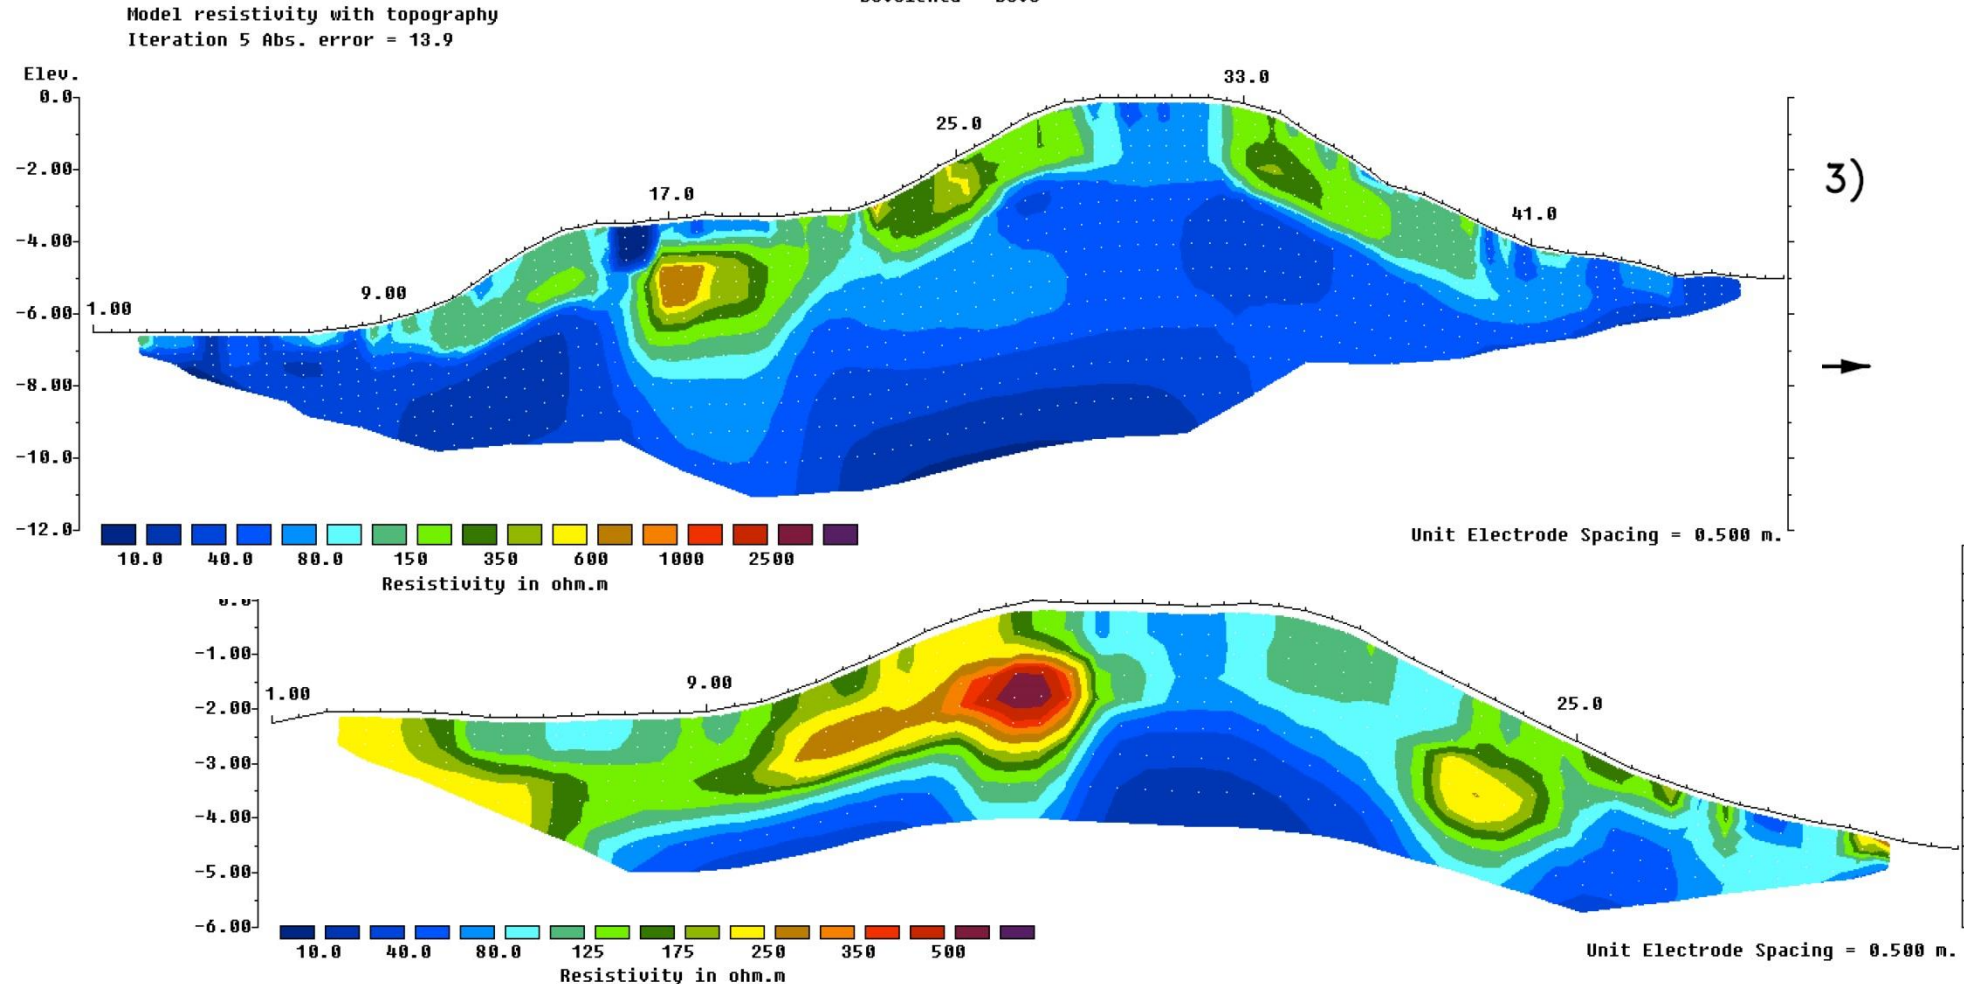 Model resistivity with topography
Iteration 5 Abs. error = 13.9
Elev.
0.0
33.0
25.0
-2.00
3)
17.0
41.0
-4.00
9.00
1.00
-6.00
-8.00
-10.0
-12.0
Unit Electrode Spacing = 0.500 m.
10.0 40.0 80.0 150 350 600 1000 2500
Resistivity in ohm.m
0.0
-1.00
1.00
9.00
-2.00
25.0
-3.00
-4.00
-5.00
-6.00
10.0 40.0 80.0 125 175 250 350 500
Unit Electrode Spacing = 0.500 m.
Resistivity in ohm.m